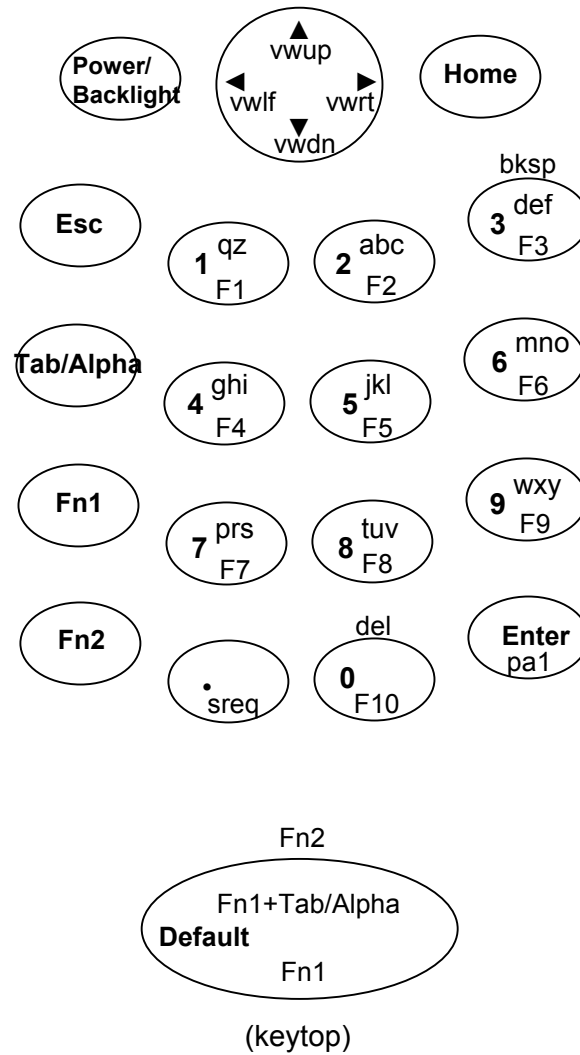 Power/
Backlight
▲
vwup
◀ ▶
vwlf vwrt
▼
vwdn
Home
bksp
Esc
1 qz
F1
2 abc
F2
3 def
F3
Tab/Alpha
4 ghi
F4
5 jkl
F5
6 mno
F6
Fn1
7 prs
F7
8 tuv
F8
9 wxy
F9
Fn2
.
sreq
del
0
F10
Enter
pa1
Fn2
Fn1+Tab/Alpha
Default
Fn1
(keytop)